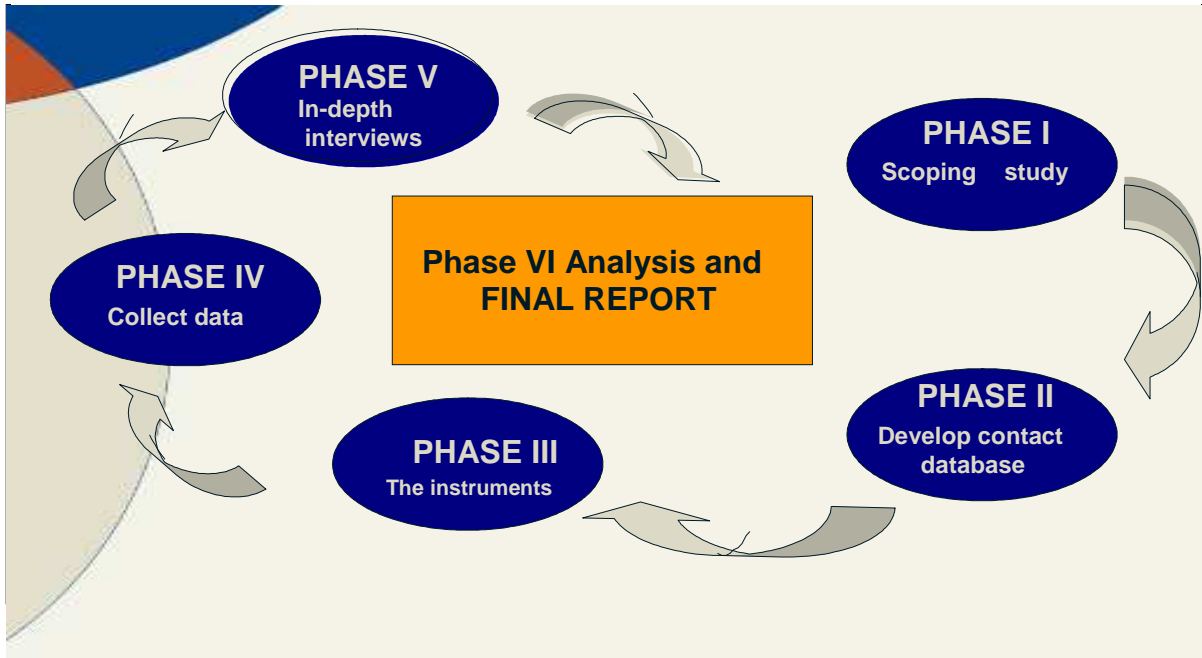 PHASE V
In-depth
interviews
PHASE I
Scoping study
Phase VI Analysis and
FINAL REPORT
PHASE IV
Collect data
PHASE II
Develop contact
database
PHASE III
The instruments